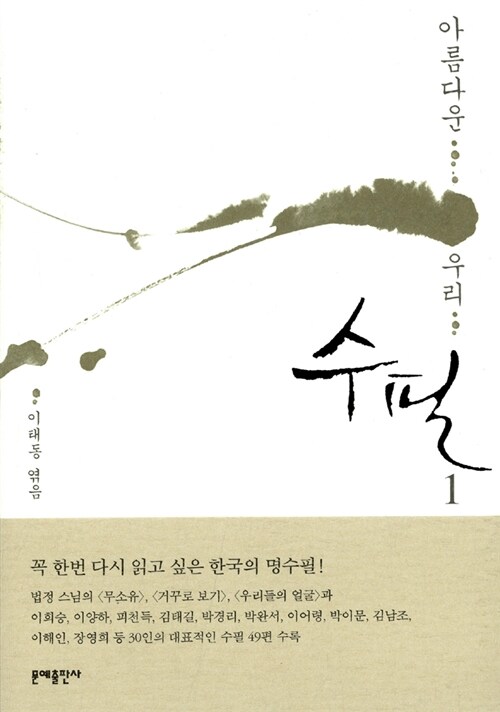 아름다운
우리
수필
1
이태동 엮음
꼭 한번 다시 읽고 싶은 한국의 명수필!
법정 스님의 〈무소유〉, 〈거꾸로 보기〉, 〈우리들의 얼굴〉과
이희승, 이양하, 피천득, 김태길, 박경리, 박완서, 이어령, 박이문, 김남조,
이해인, 장영희 등 30인의 대표적인 수필 49편 수록
문예출판사